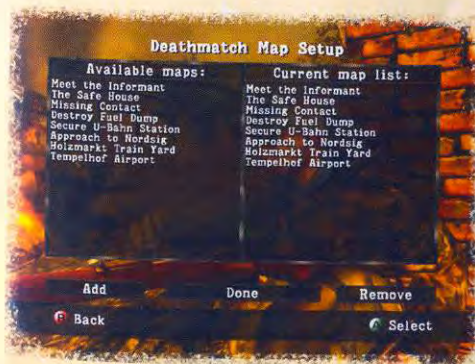 Deathmatch Map Setup
Available maps:
Meet the Informant
The Safe House
Missing Contact
Destroy Fuel Dump
Secure U-Bahn Station
Approach to Nordsig
Holzmarkt Train Yard
Tempelhof Airport
Current map list:
Meet the Informant
The Safe House
Missing Contact
Destroy Fuel Dump
Secure U-Bahn Station
Approach to Nordsig
Holzmarkt Train Yard
Tempelhof Airport
Add Done Remove
B Back A Select